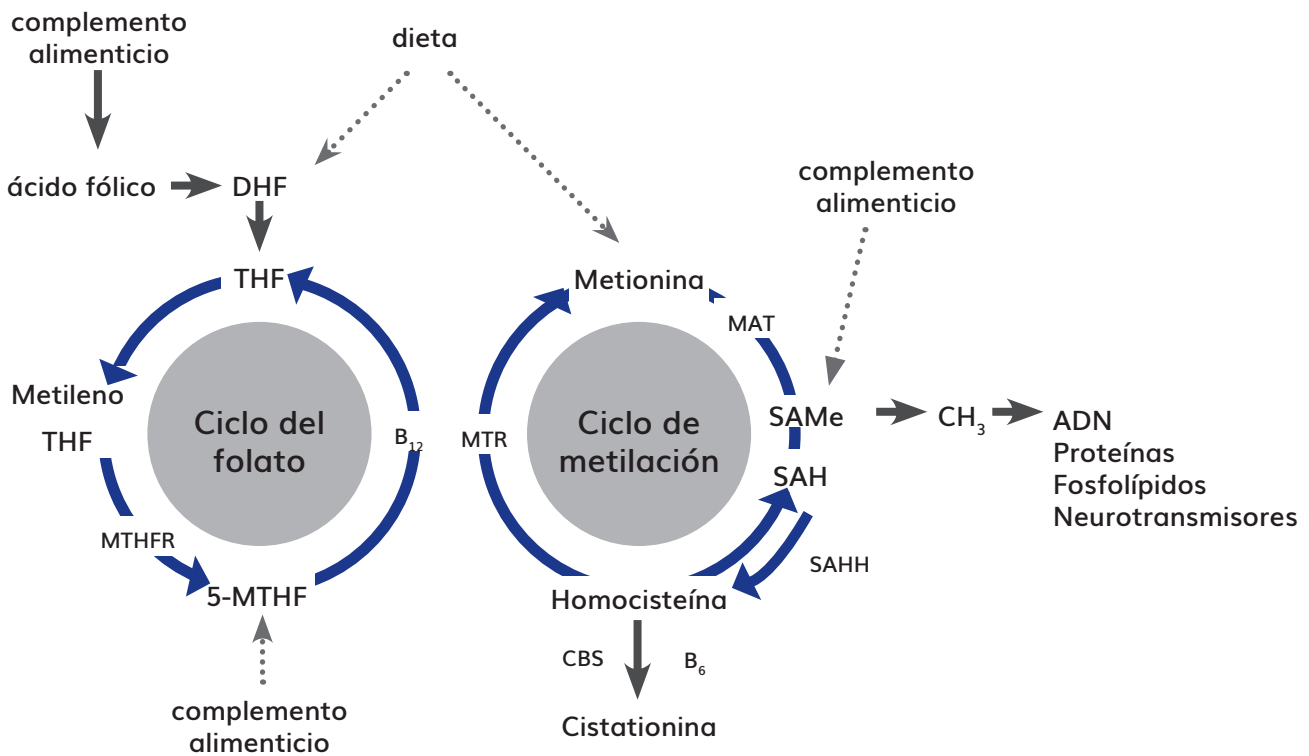 complemento
alimenticio
dieta
ácido fólico
DHF
complemento
alimenticio
THF
Metionina
MAT
Metileno
THF
Ciclo del
folato
B₁₂
MTR
Ciclo de
metilación
SAMe
CH₃
ADN
Proteínas
Fosfolípidos
Neurotransmisores
SAH
MTHFR
SAHH
5-MTHF
Homocisteína
CBS
B₆
complemento
alimenticio
Cistationina